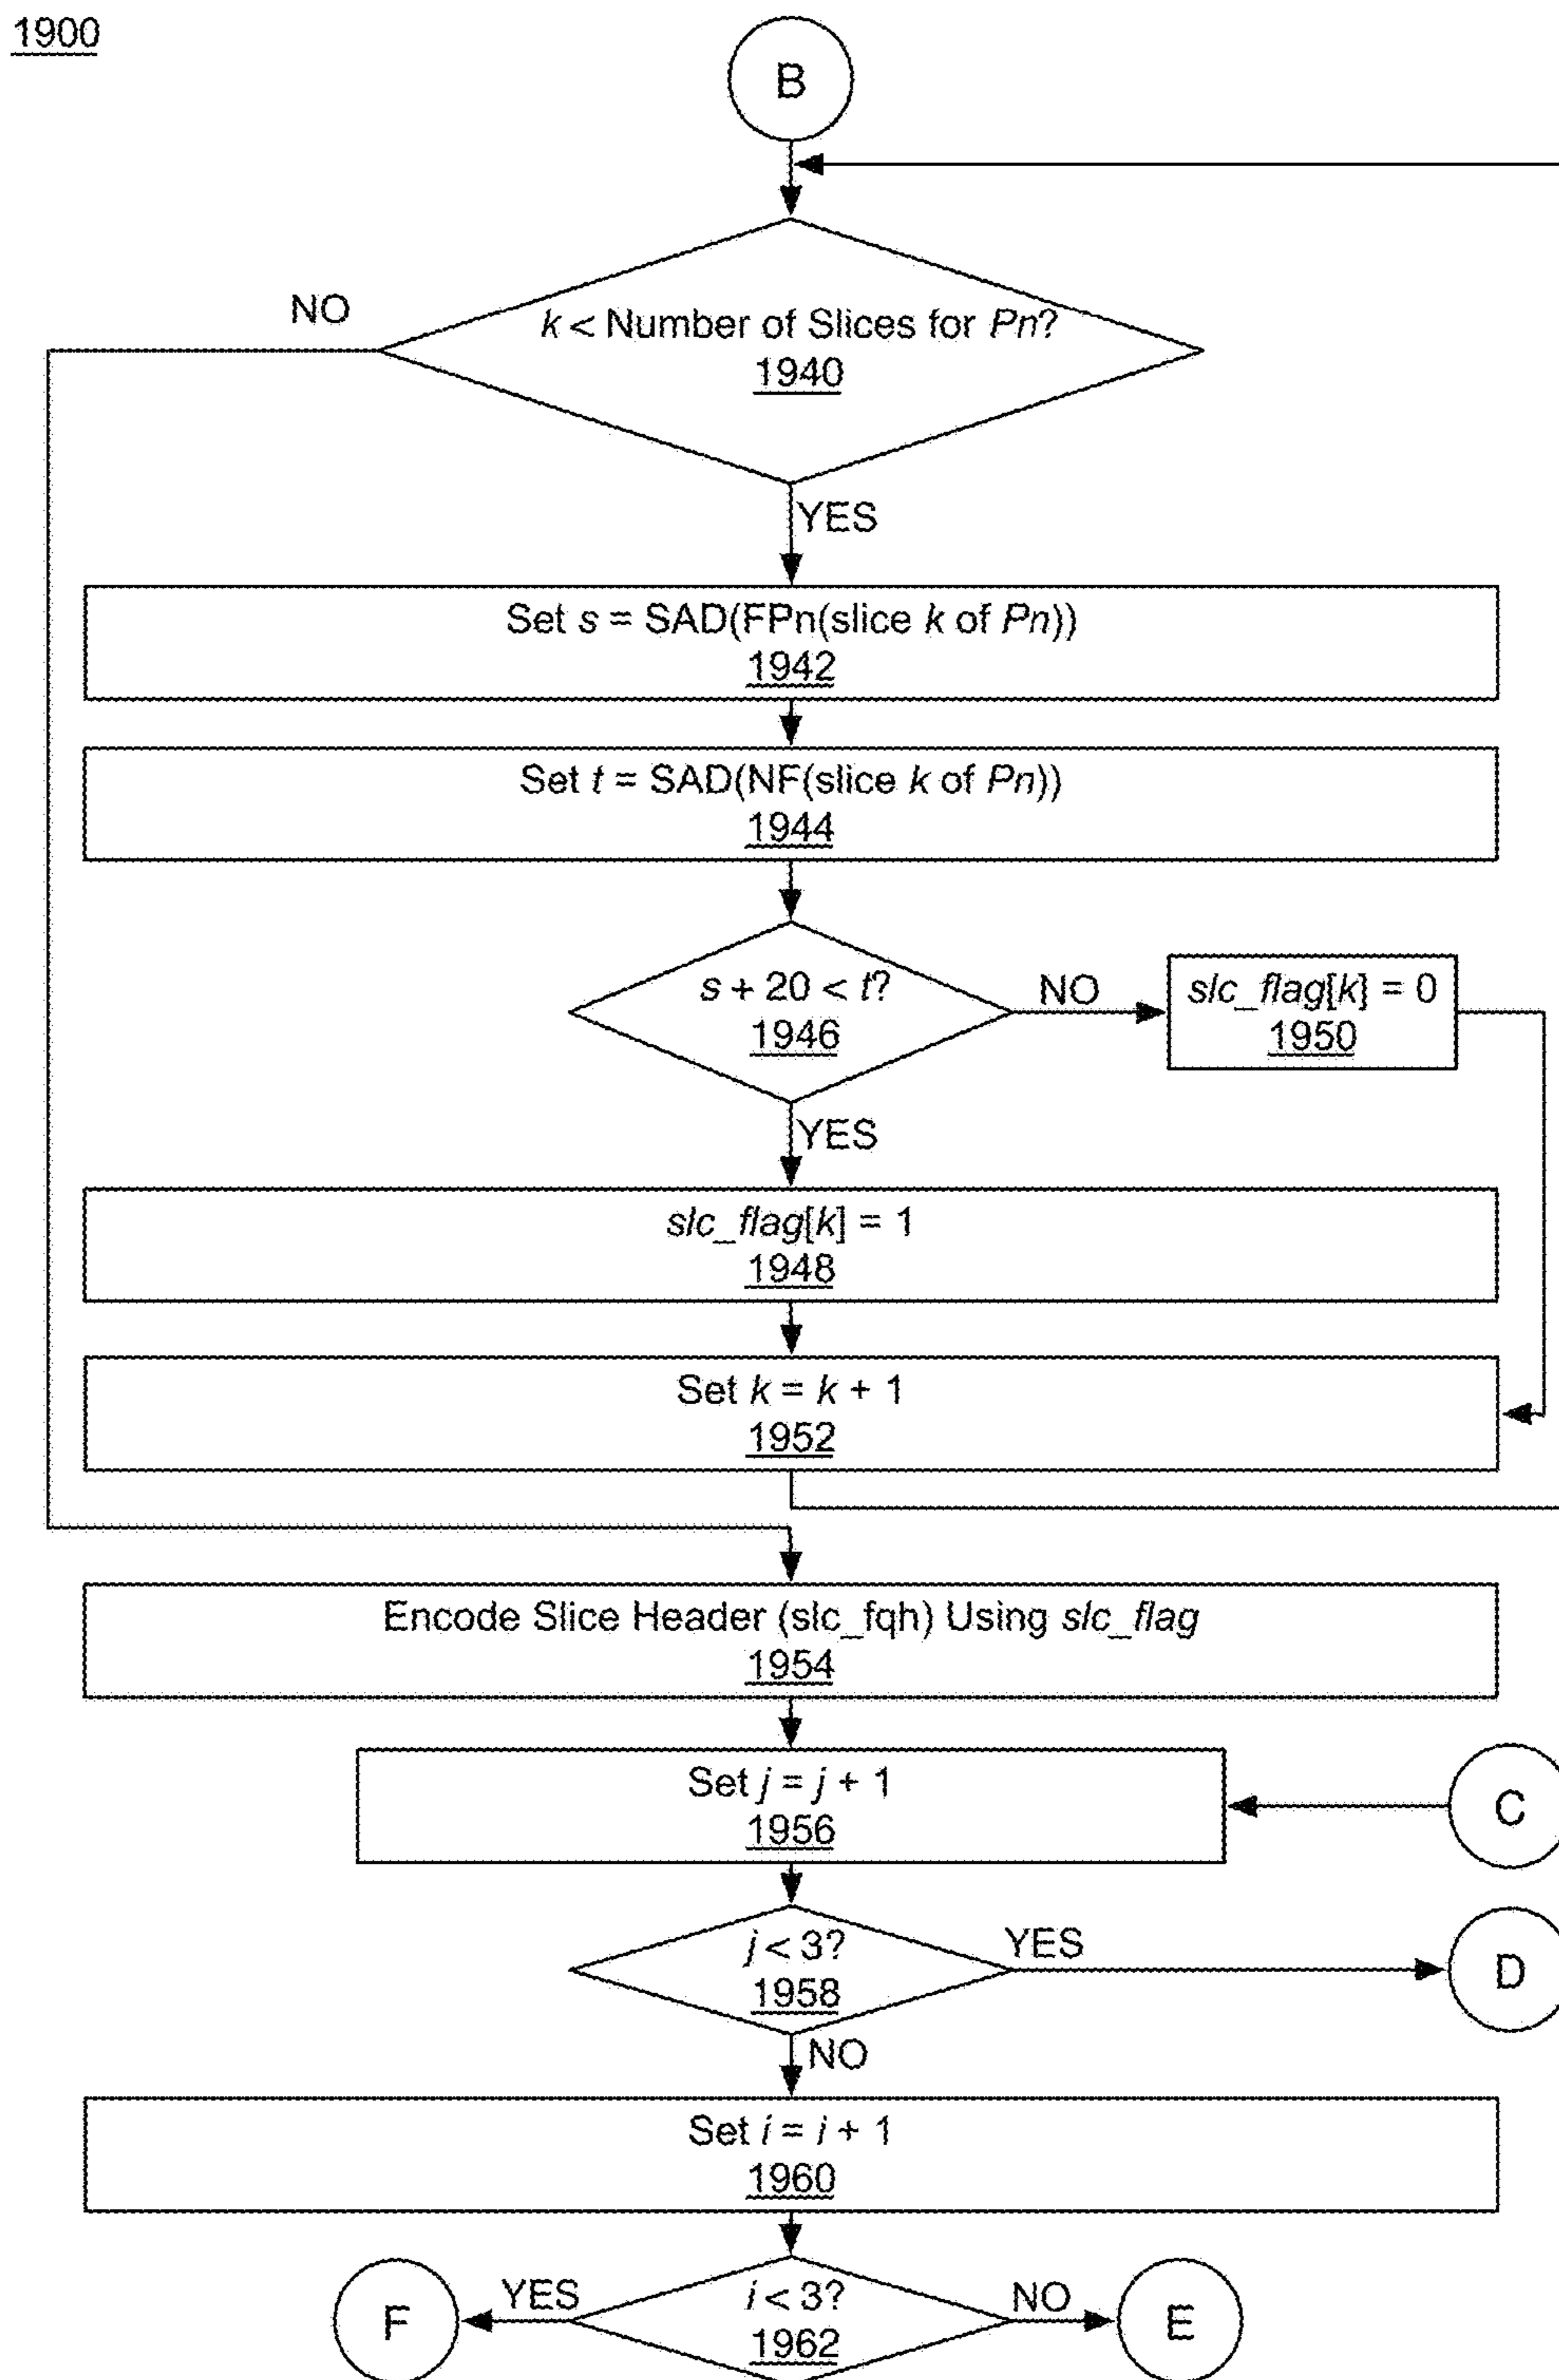 1900
B
k < Number of Slices for Pn?
NO
1940
YES
Set s = SAD(FPn(slice k of Pn))
1942
Set t = SAD(NF(slice k of Pn))
1944
s + 20 < t?
1946
NO
slc_flag[k] = 0
1950
YES
slc_flag[k] = 1
1948
Set k = k + 1
1952
Encode Slice Header (slc_fqh) Using slc_flag
1954
Set j = j + 1
1956
C
j < 3?
1958
YES
D
NO
Set i = i + 1
1960
F
YES
i < 3?
1962
NO
E